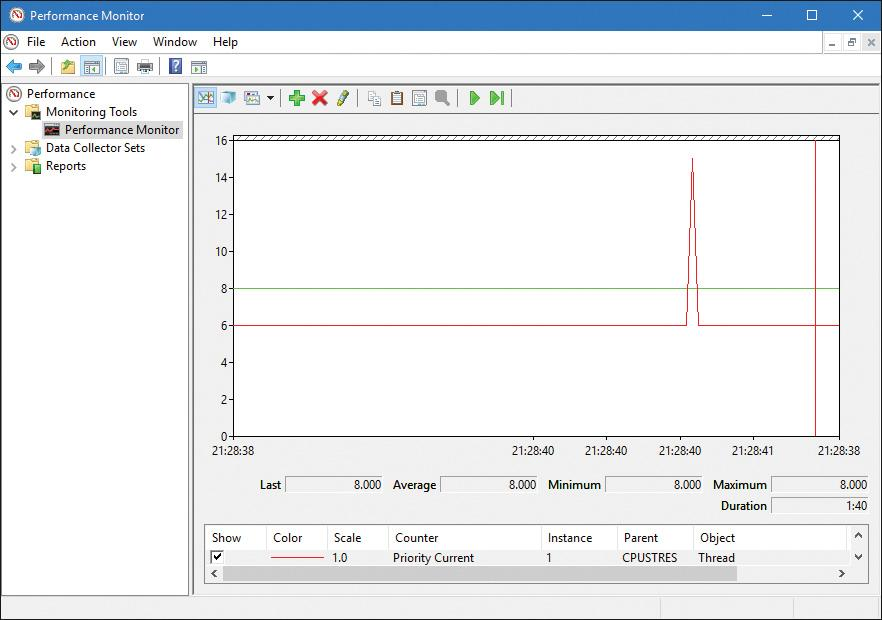 Performance Monitor
File Action View Window Help
Performance
Monitoring Tools
Performance Monitor
Data Collector Sets
Reports
16
14
12
10
8
6
4
2
0
21:28:38 21:28:40 21:28:40 21:28:40 21:28:41 21:28:38
Last 8.000 Average 8.000 Minimum 8.000 Maximum 8.000
Duration 1:40
Show Color Scale Counter Instance Parent Object
1.0 Priority Current 1 CPUSTRES Thread